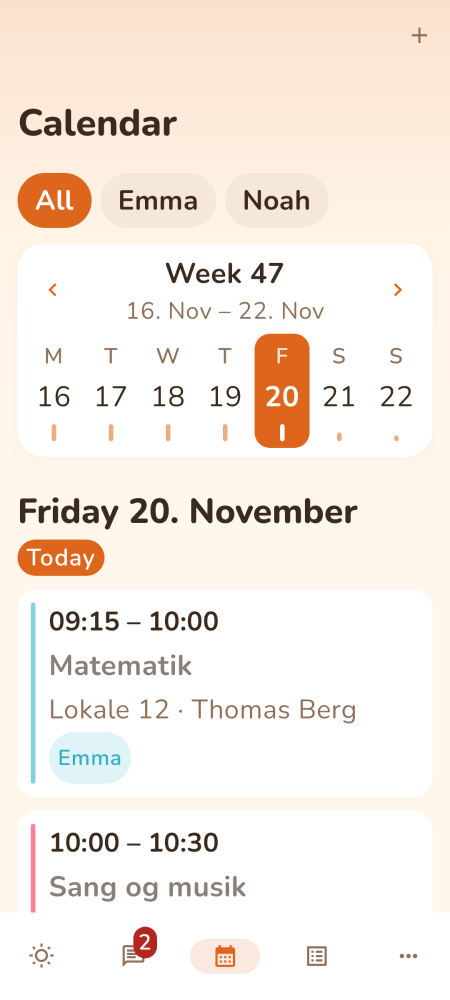 Calendar
All Emma Noah
Week 47
16. Nov – 22. Nov
M T W T F S S
16 17 18 19 20 21 22
Friday 20. November
Today
09:15 – 10:00
Matematik
Lokale 12 · Thomas Berg
Emma
10:00 – 10:30
Sang og musik
2